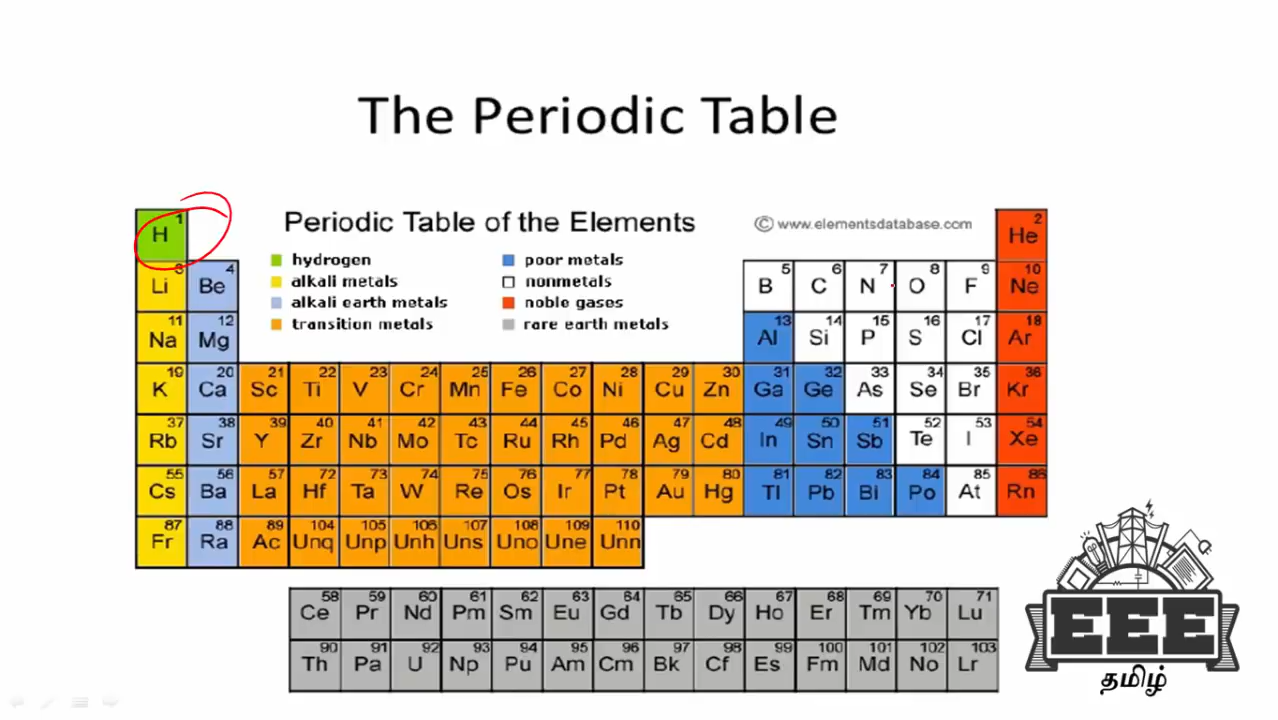 The Periodic Table
Periodic Table of the Elements
© www.elementsdatabase.com
hydrogen
alkali metals
alkali earth metals
transition metals
poor metals
nonmetals
noble gases
rare earth metals
1 H 2 He
3 Li 4 Be 5 B 6 C 7 N 8 O 9 F 10 Ne
11 Na 12 Mg 13 Al 14 Si 15 P 16 S 17 Cl 18 Ar
19 K 20 Ca 21 Sc 22 Ti 23 V 24 Cr 25 Mn 26 Fe 27 Co 28 Ni 29 Cu 30 Zn 31 Ga 32 Ge 33 As 34 Se 35 Br 36 Kr
37 Rb 38 Sr 39 Y 40 Zr 41 Nb 42 Mo 43 Tc 44 Ru 45 Rh 46 Pd 47 Ag 48 Cd 49 In 50 Sn 51 Sb 52 Te 53 I 54 Xe
55 Cs 56 Ba 57 La 72 Hf 73 Ta 74 W 75 Re 76 Os 77 Ir 78 Pt 79 Au 80 Hg 81 Tl 82 Pb 83 Bi 84 Po 85 At 86 Rn
87 Fr 88 Ra 89 Ac 104 Unq 105 Unp 106 Unh 107 Uns 108 Uno 109 Une 110 Unn
58 Ce 59 Pr 60 Nd 61 Pm 62 Sm 63 Eu 64 Gd 65 Tb 66 Dy 67 Ho 68 Er 69 Tm 70 Yb 71 Lu
90 Th 91 Pa 92 U 93 Np 94 Pu 95 Am 96 Cm 97 Bk 98 Cf 99 Es 100 Fm 101 Md 102 No 103 Lr
EEE
தமிழ்